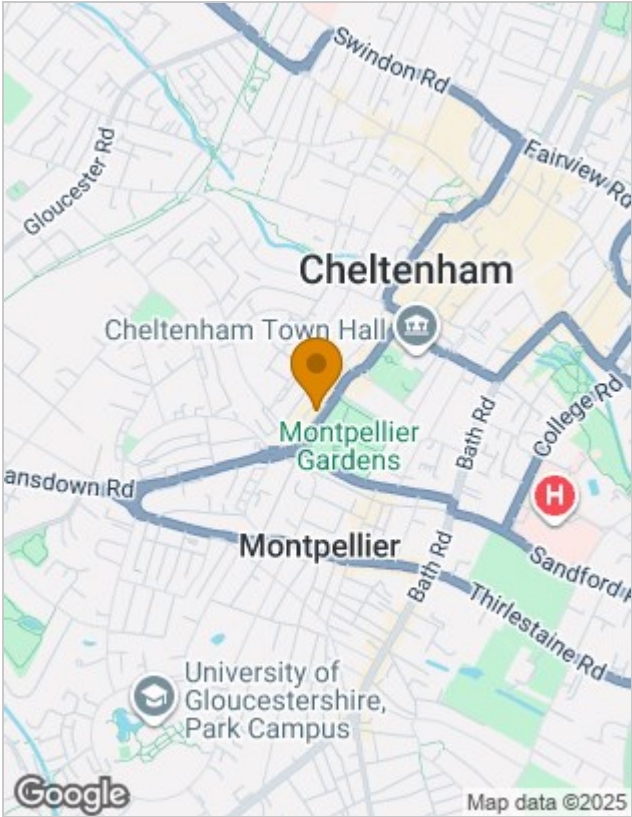 Swindon Rd
Fairview Rd
Gloucester Rd
Cheltenham
Cheltenham Town Hall
College Rd
Bath Rd
Montpellier
Gardens
ansdown Rd
H
Montpellier
Bath Rd
Sandford R
Thirlestaine Rd
University of
Gloucestershire,
Park Campus
Google
Map data ©2025